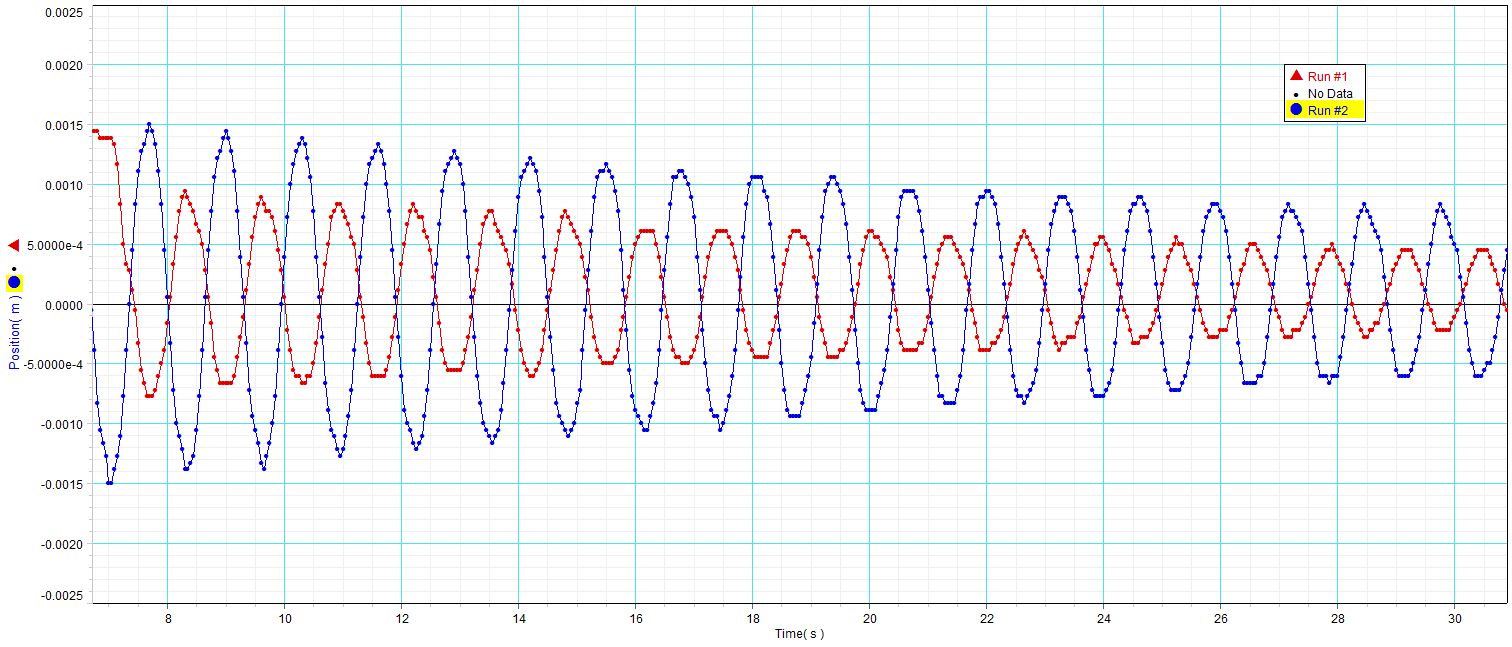 0.0025
0.0020
0.0015
0.0010
5.0000e-4
0.0000
-5.0000e-4
-0.0010
-0.0015
-0.0020
-0.0025
Position( m )
Run #1
No Data
Run #2
8 10 12 14 16 18 20 22 24 26 28 30
Time( s )